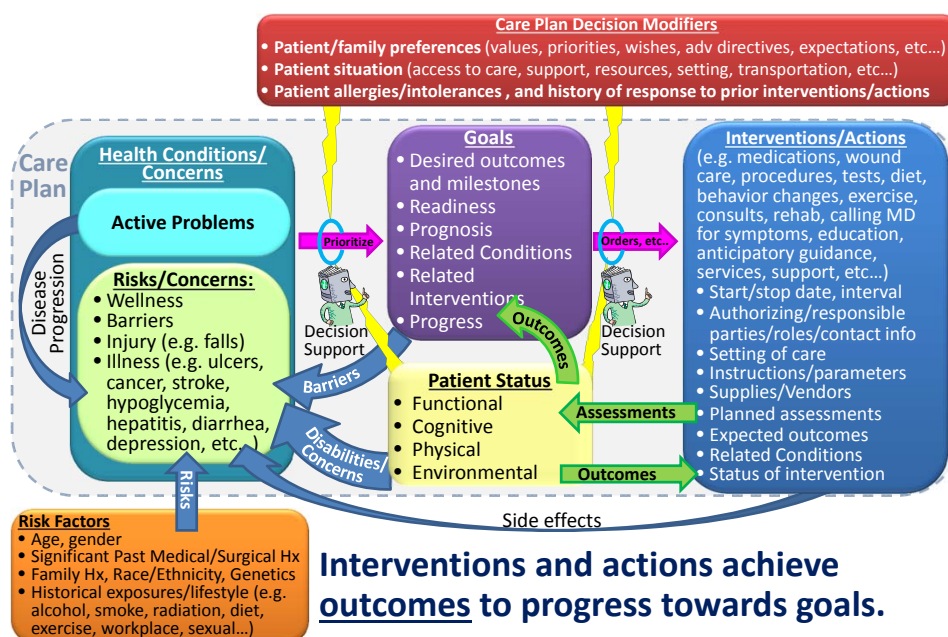 Care Plan Decision Modifiers
• Patient/family preferences (values, priorities, wishes, adv directives, expectations, etc…)
• Patient situation (access to care, support, resources, setting, transportation, etc…)
• Patient allergies/intolerances , and history of response to prior interventions/actions
Care
Plan
Health Conditions/
Concerns
Active Problems
Risks/Concerns:
• Wellness
• Barriers
• Injury (e.g. falls)
• Illness (e.g. ulcers,
cancer, stroke,
hypoglycemia,
hepatitis, diarrhea,
depression, etc…)
Disease
Progression
Prioritize
Decision
Support
Goals
• Desired outcomes
and milestones
• Readiness
• Prognosis
• Related Conditions
• Related
Interventions
• Progress
Orders, etc..
Decision
Support
Interventions/Actions
(e.g. medications, wound
care, procedures, tests, diet,
behavior changes, exercise,
consults, rehab, calling MD
for symptoms, education,
anticipatory guidance,
services, support, etc…)
• Start/stop date, interval
• Authorizing/responsible
parties/roles/contact info
• Setting of care
• Instructions/parameters
• Supplies/Vendors
• Planned assessments
• Expected outcomes
• Related Conditions
• Status of intervention
Barriers
Outcomes
Patient Status
• Functional
• Cognitive
• Physical
• Environmental
Assessments
Outcomes
Disabilities/
Concerns
Risks
Side effects
Risk Factors
• Age, gender
• Significant Past Medical/Surgical Hx
• Family Hx, Race/Ethnicity, Genetics
• Historical exposures/lifestyle (e.g.
alcohol, smoke, radiation, diet,
exercise, workplace, sexual…)
Interventions and actions achieve
outcomes to progress towards goals.